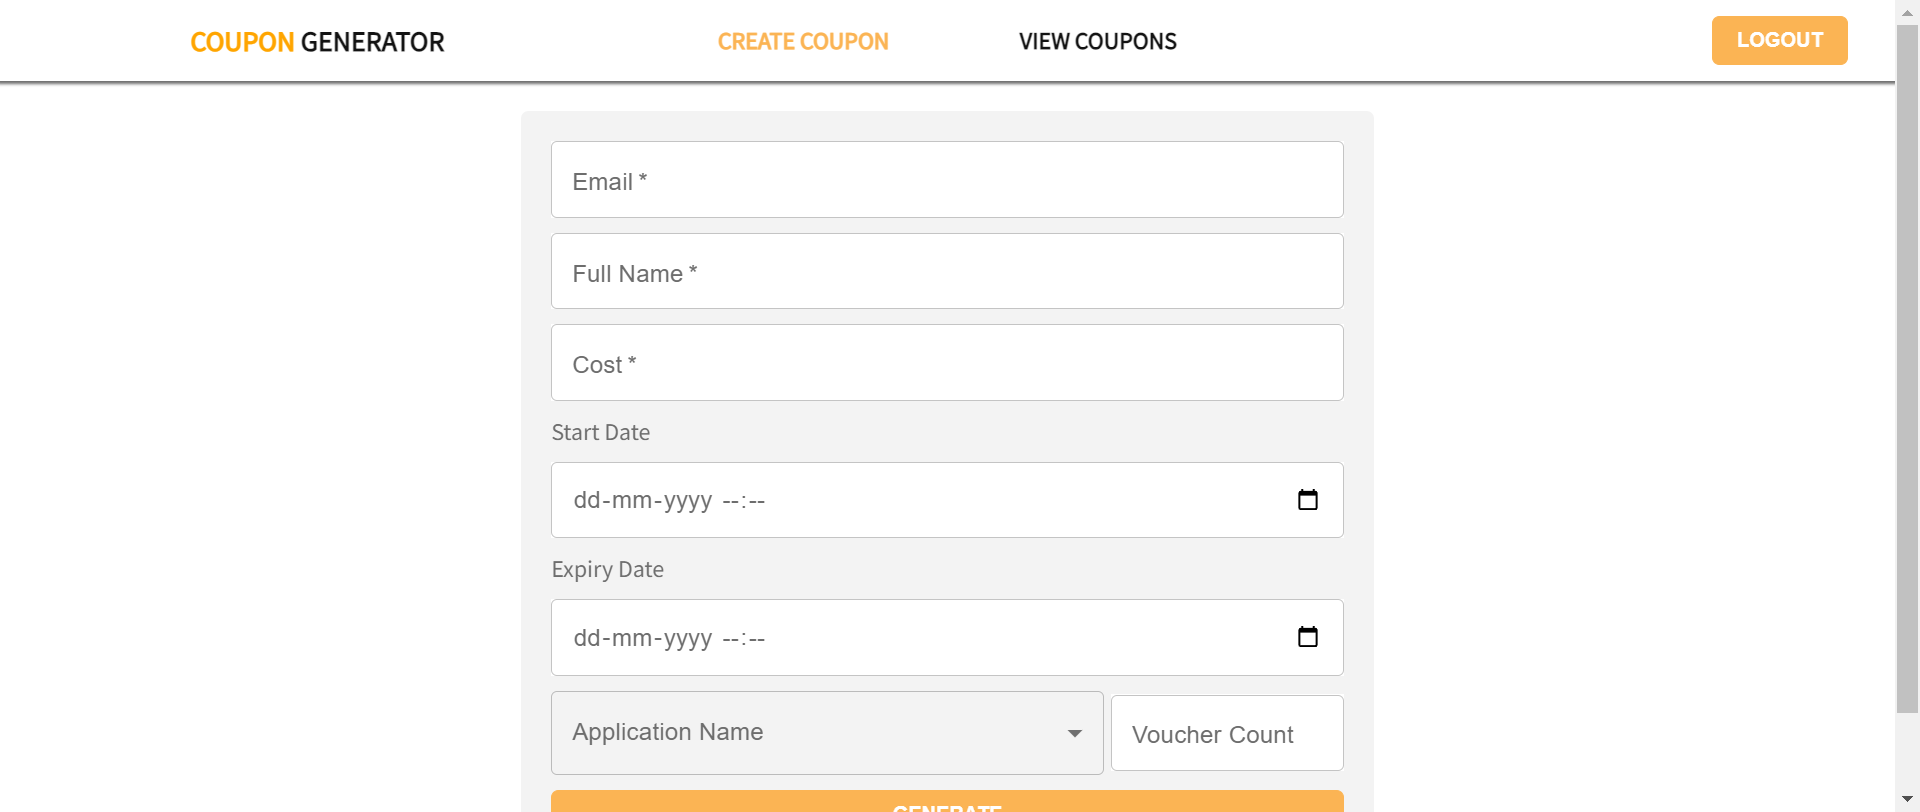 COUPON GENERATOR CREATE COUPON VIEW COUPONS LOGOUT
Email *
Full Name *
Cost *
Start Date
dd-mm-yyyy --:--
Expiry Date
dd-mm-yyyy --:--
Application Name Voucher Count
GENERATE